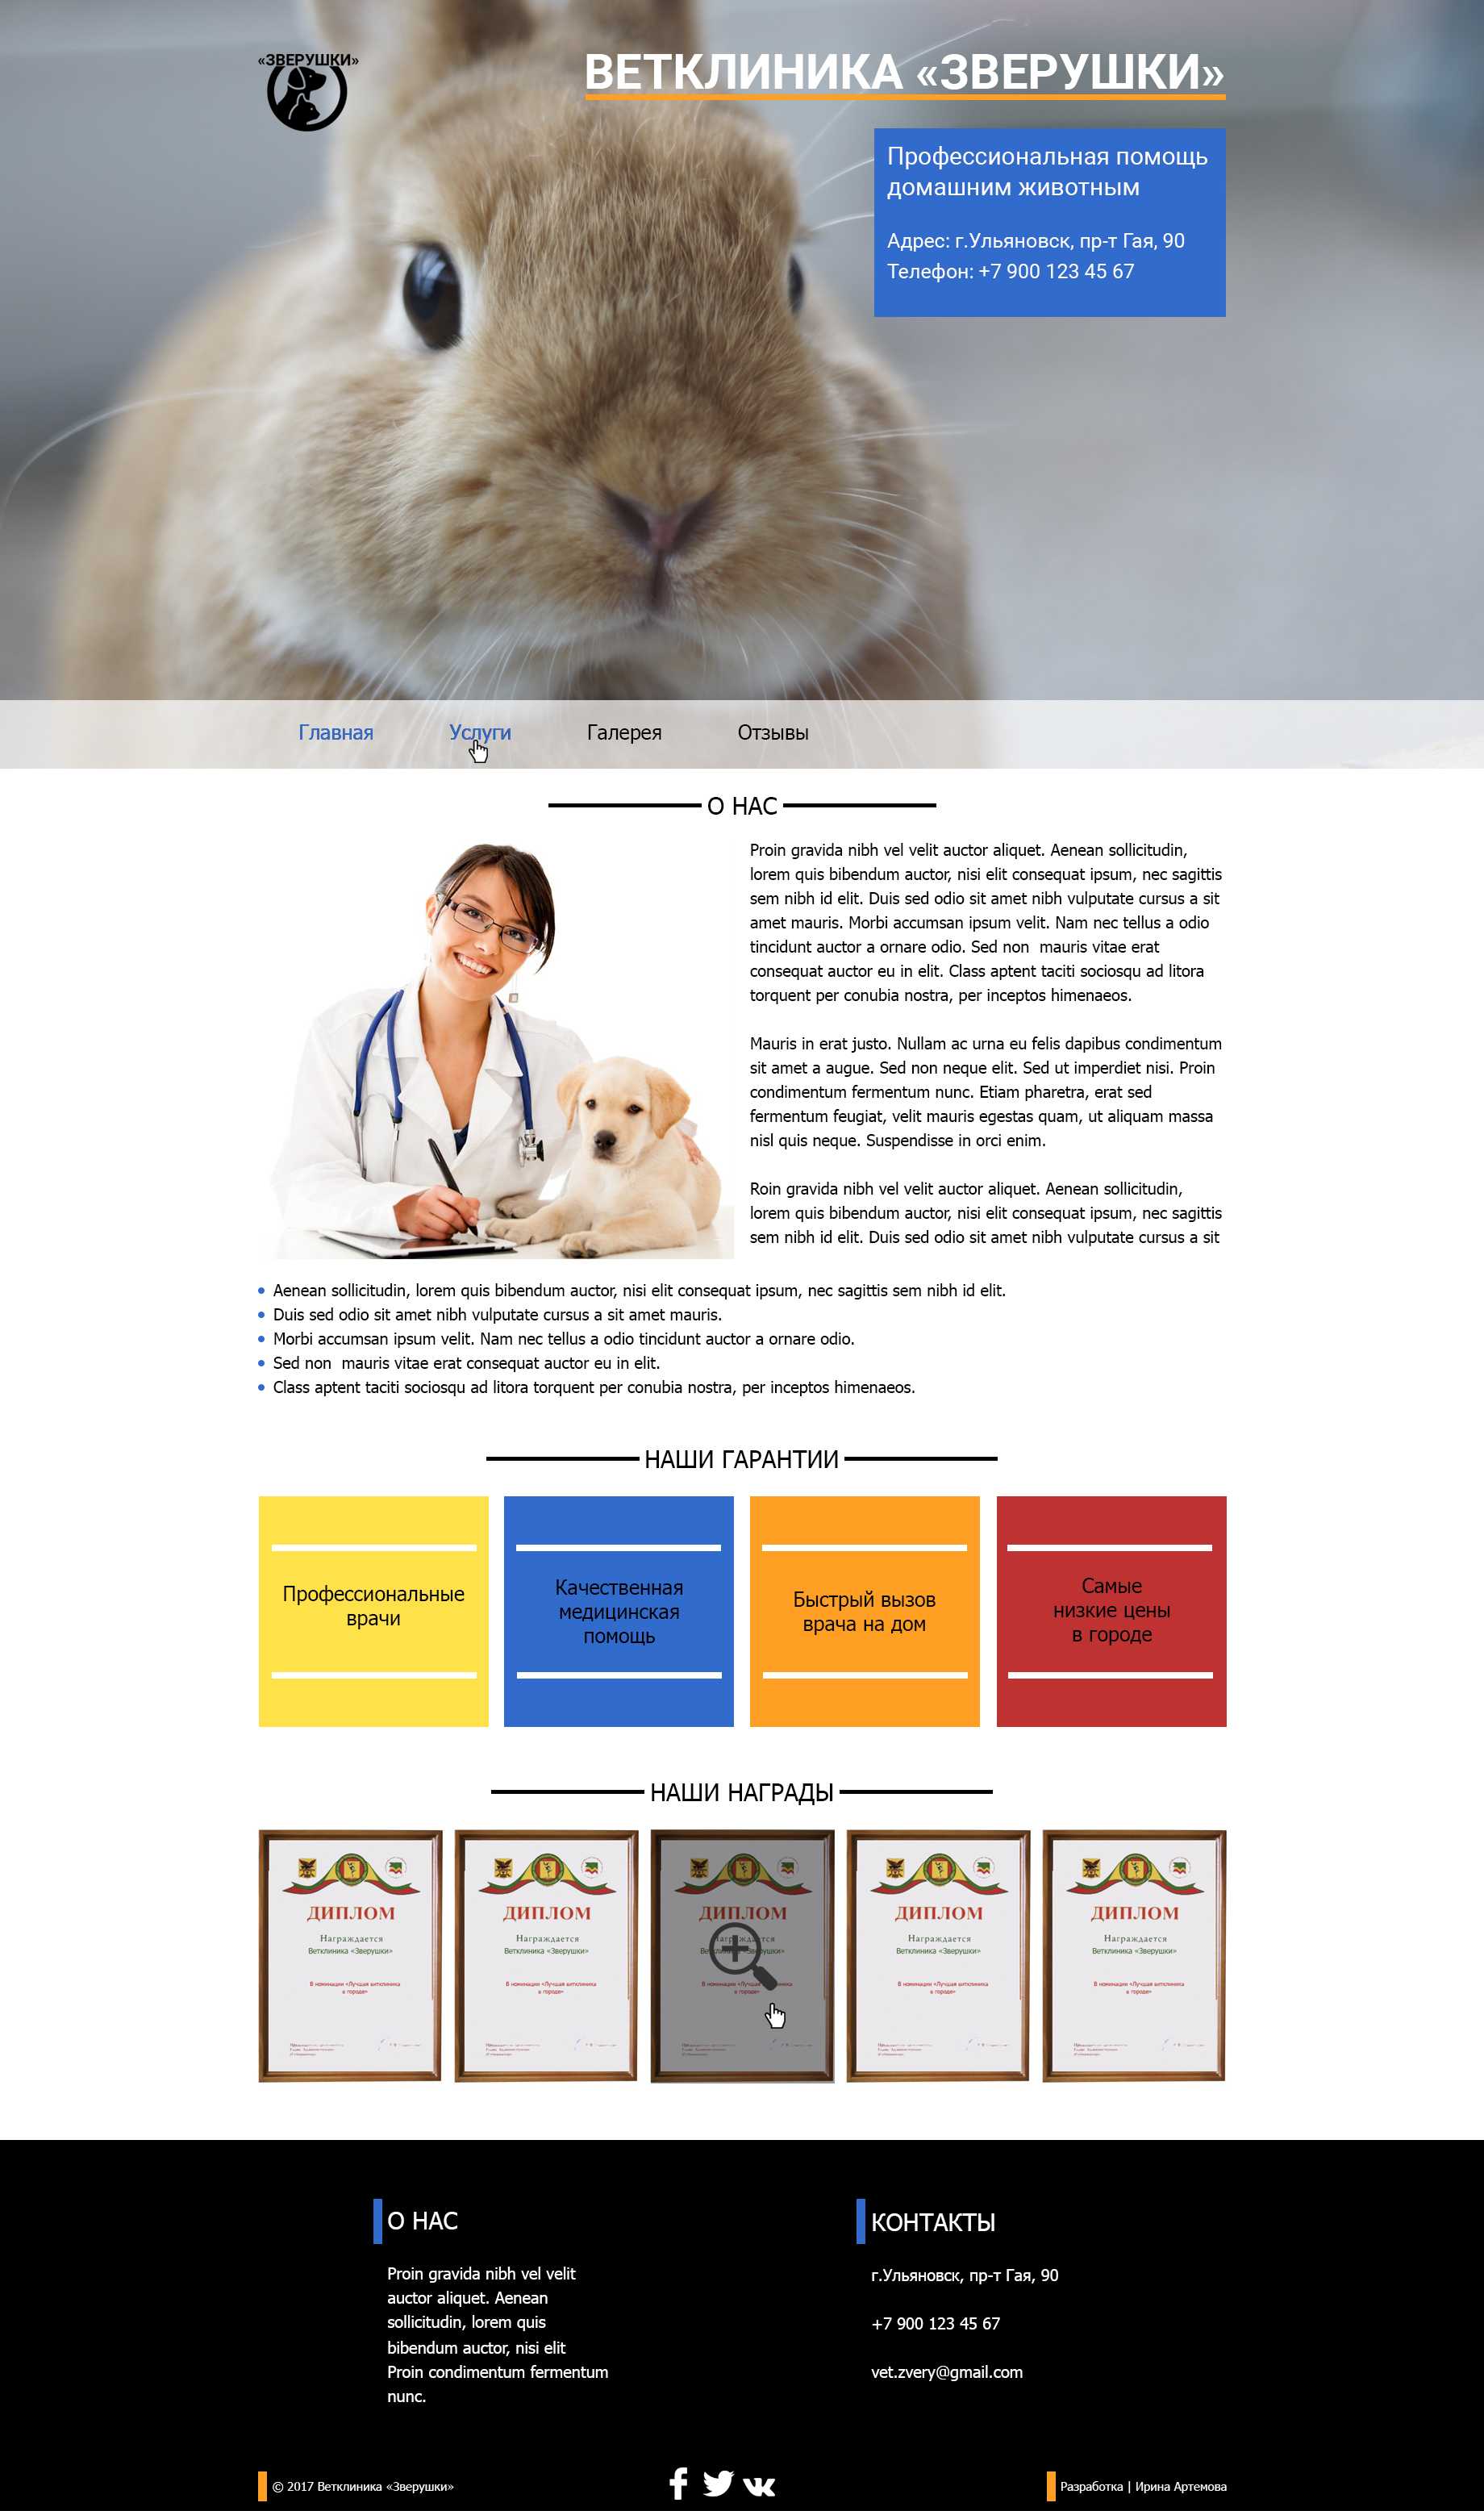 «ЗВЕРУШКИ»
ВЕТКЛИНИКА «ЗВЕРУШКИ»
Профессиональная помощь
домашним животным
Адрес: г.Ульяновск, пр-т Гая, 90
Телефон: +7 900 123 45 67
Главная Услуги Галерея Отзывы
О НАС
Proin gravida nibh vel velit auctor aliquet. Aenean sollicitudin,
lorem quis bibendum auctor, nisi elit consequat ipsum, nec sagittis
sem nibh id elit. Duis sed odio sit amet nibh vulputate cursus a sit
amet mauris. Morbi accumsan ipsum velit. Nam nec tellus a odio
tincidunt auctor a ornare odio. Sed non  mauris vitae erat
consequat auctor eu in elit. Class aptent taciti sociosqu ad litora
torquent per conubia nostra, per inceptos himenaeos.
Mauris in erat justo. Nullam ac urna eu felis dapibus condimentum
sit amet a augue. Sed non neque elit. Sed ut imperdiet nisi. Proin
condimentum fermentum nunc. Etiam pharetra, erat sed
fermentum feugiat, velit mauris egestas quam, ut aliquam massa
nisl quis neque. Suspendisse in orci enim.
Roin gravida nibh vel velit auctor aliquet. Aenean sollicitudin,
lorem quis bibendum auctor, nisi elit consequat ipsum, nec sagittis
sem nibh id elit. Duis sed odio sit amet nibh vulputate cursus a sit
• Aenean sollicitudin, lorem quis bibendum auctor, nisi elit consequat ipsum, nec sagittis sem nibh id elit.
• Duis sed odio sit amet nibh vulputate cursus a sit amet mauris.
• Morbi accumsan ipsum velit. Nam nec tellus a odio tincidunt auctor a ornare odio.
• Sed non  mauris vitae erat consequat auctor eu in elit.
• Class aptent taciti sociosqu ad litora torquent per conubia nostra, per inceptos himenaeos.
НАШИ ГАРАНТИИ
Профессиональные
врачи
Качественная
медицинская
помощь
Быстрый вызов
врача на дом
Самые
низкие цены
в городе
НАШИ НАГРАДЫ
ДИПЛОМ
Награждается
Ветклиника «Зверушки»
В номинации «Лучшая ветклиника
в городе»
ДИПЛОМ
Награждается
Ветклиника «Зверушки»
В номинации «Лучшая ветклиника
в городе»
ДИПЛОМ
В номинации «Лучшая
в городе»
ДИПЛОМ
Награждается
Ветклиника «Зверушки»
В номинации «Лучшая ветклиника
в городе»
ДИПЛОМ
Награждается
Ветклиника «Зверушки»
В номинации «Лучшая ветклиника
в городе»
О НАС
Proin gravida nibh vel velit
auctor aliquet. Aenean
sollicitudin, lorem quis
bibendum auctor, nisi elit
Proin condimentum fermentum
nunc.
КОНТАКТЫ
г.Ульяновск, пр-т Гая, 90
+7 900 123 45 67
vet.zvery@gmail.com
© 2017 Ветклиника «Зверушки»
Разработка | Ирина Артемова